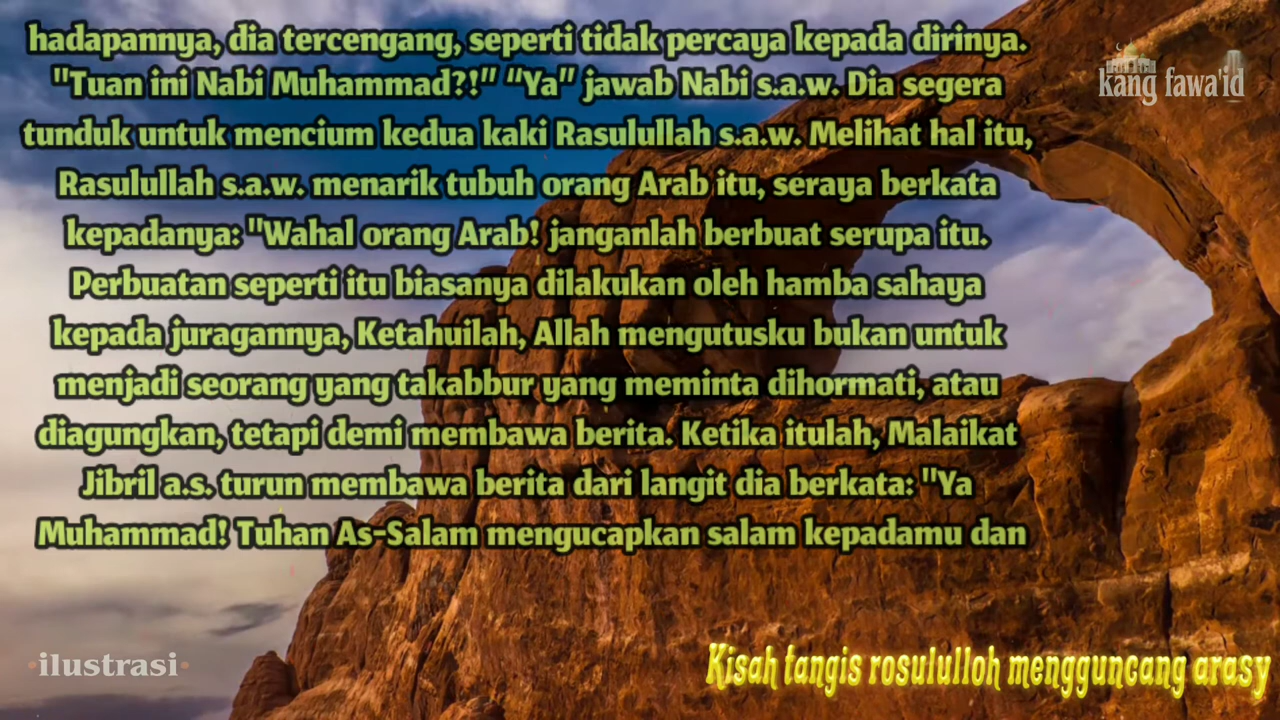 hadapannya, dia tercengang, seperti tidak percaya kepada dirinya.
"Tuan ini Nabi Muhammad?!” “Ya” jawab Nabi s.a.w. Dia segera
tunduk untuk mencium kedua kaki Rasulullah s.a.w. Melihat hal itu,
Rasulullah s.a.w. menarik tubuh orang Arab itu, seraya berkata
kepadanya: "Wahal orang Arab! janganlah berbuat serupa itu.
Perbuatan seperti itu biasanya dilakukan oleh hamba sahaya
kepada juragannya, Ketahuilah, Allah mengutusku bukan untuk
menjadi seorang yang takabbur yang meminta dihormati, atau
diagungkan, tetapi demi membawa berita. Ketika itulah, Malaikat
Jibril a.s. turun membawa berita dari langit dia berkata: "Ya
Muhammad! Tuhan As-Salam mengucapkan salam kepadamu dan
kang fawa'id
•ilustrasi•
Kisah tangis rosululloh mengguncang arasy